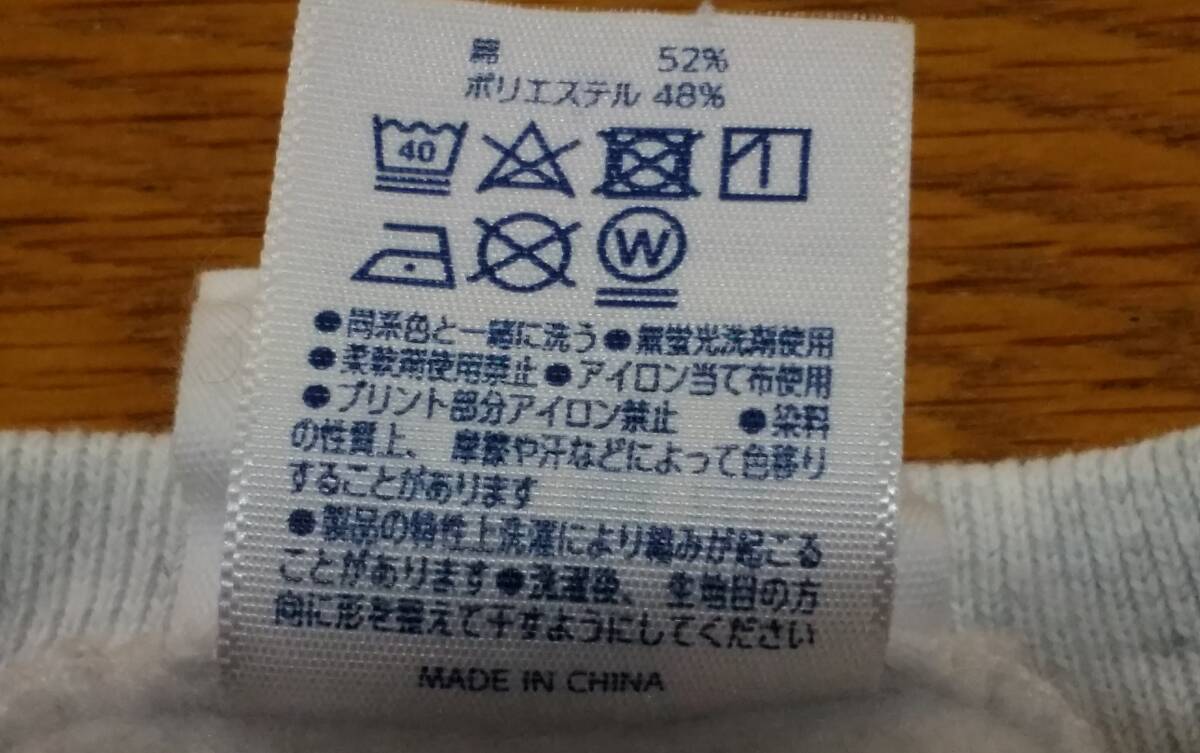 綿 52%
ポリエステル 48%
40
W
●同系色と一緒に洗う●無蛍光洗剤使用
●柔軟剤使用禁止●アイロン当て布使用
●プリント部分アイロン禁止 ●染料
の性質上、摩擦や汗などによって色移り
することがあります
●製品の特性上洗濯により縮みが起こる
ことがあります●洗濯後、生地目の方
向に形を整えて干すようにしてください
MADE IN CHINA